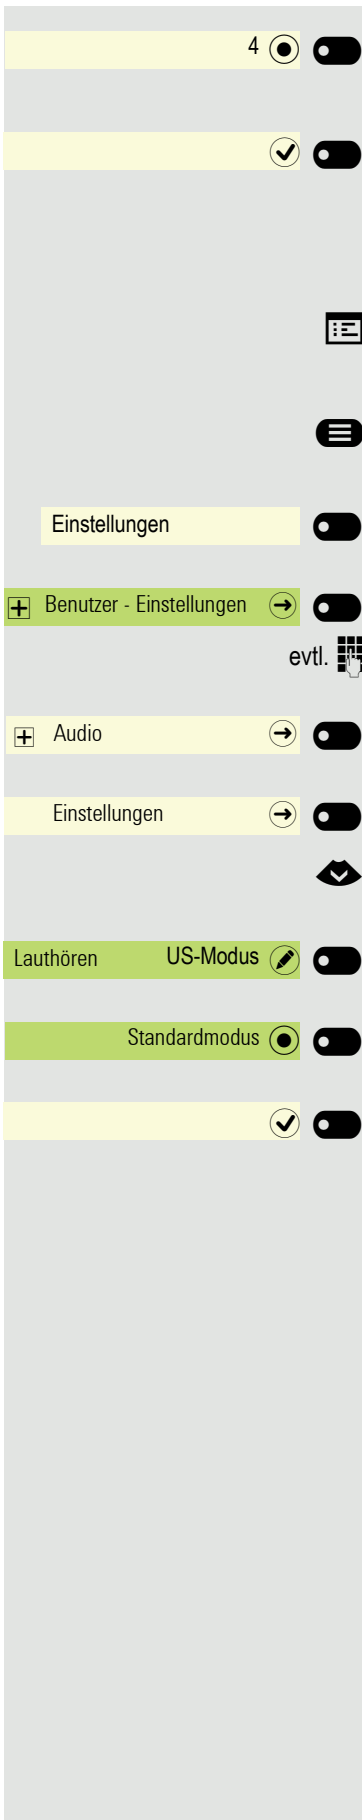 4
Einstellungen
Benutzer - Einstellungen
evtl.
Audio
Einstellungen
Lauthören US-Modus
Standardmodus